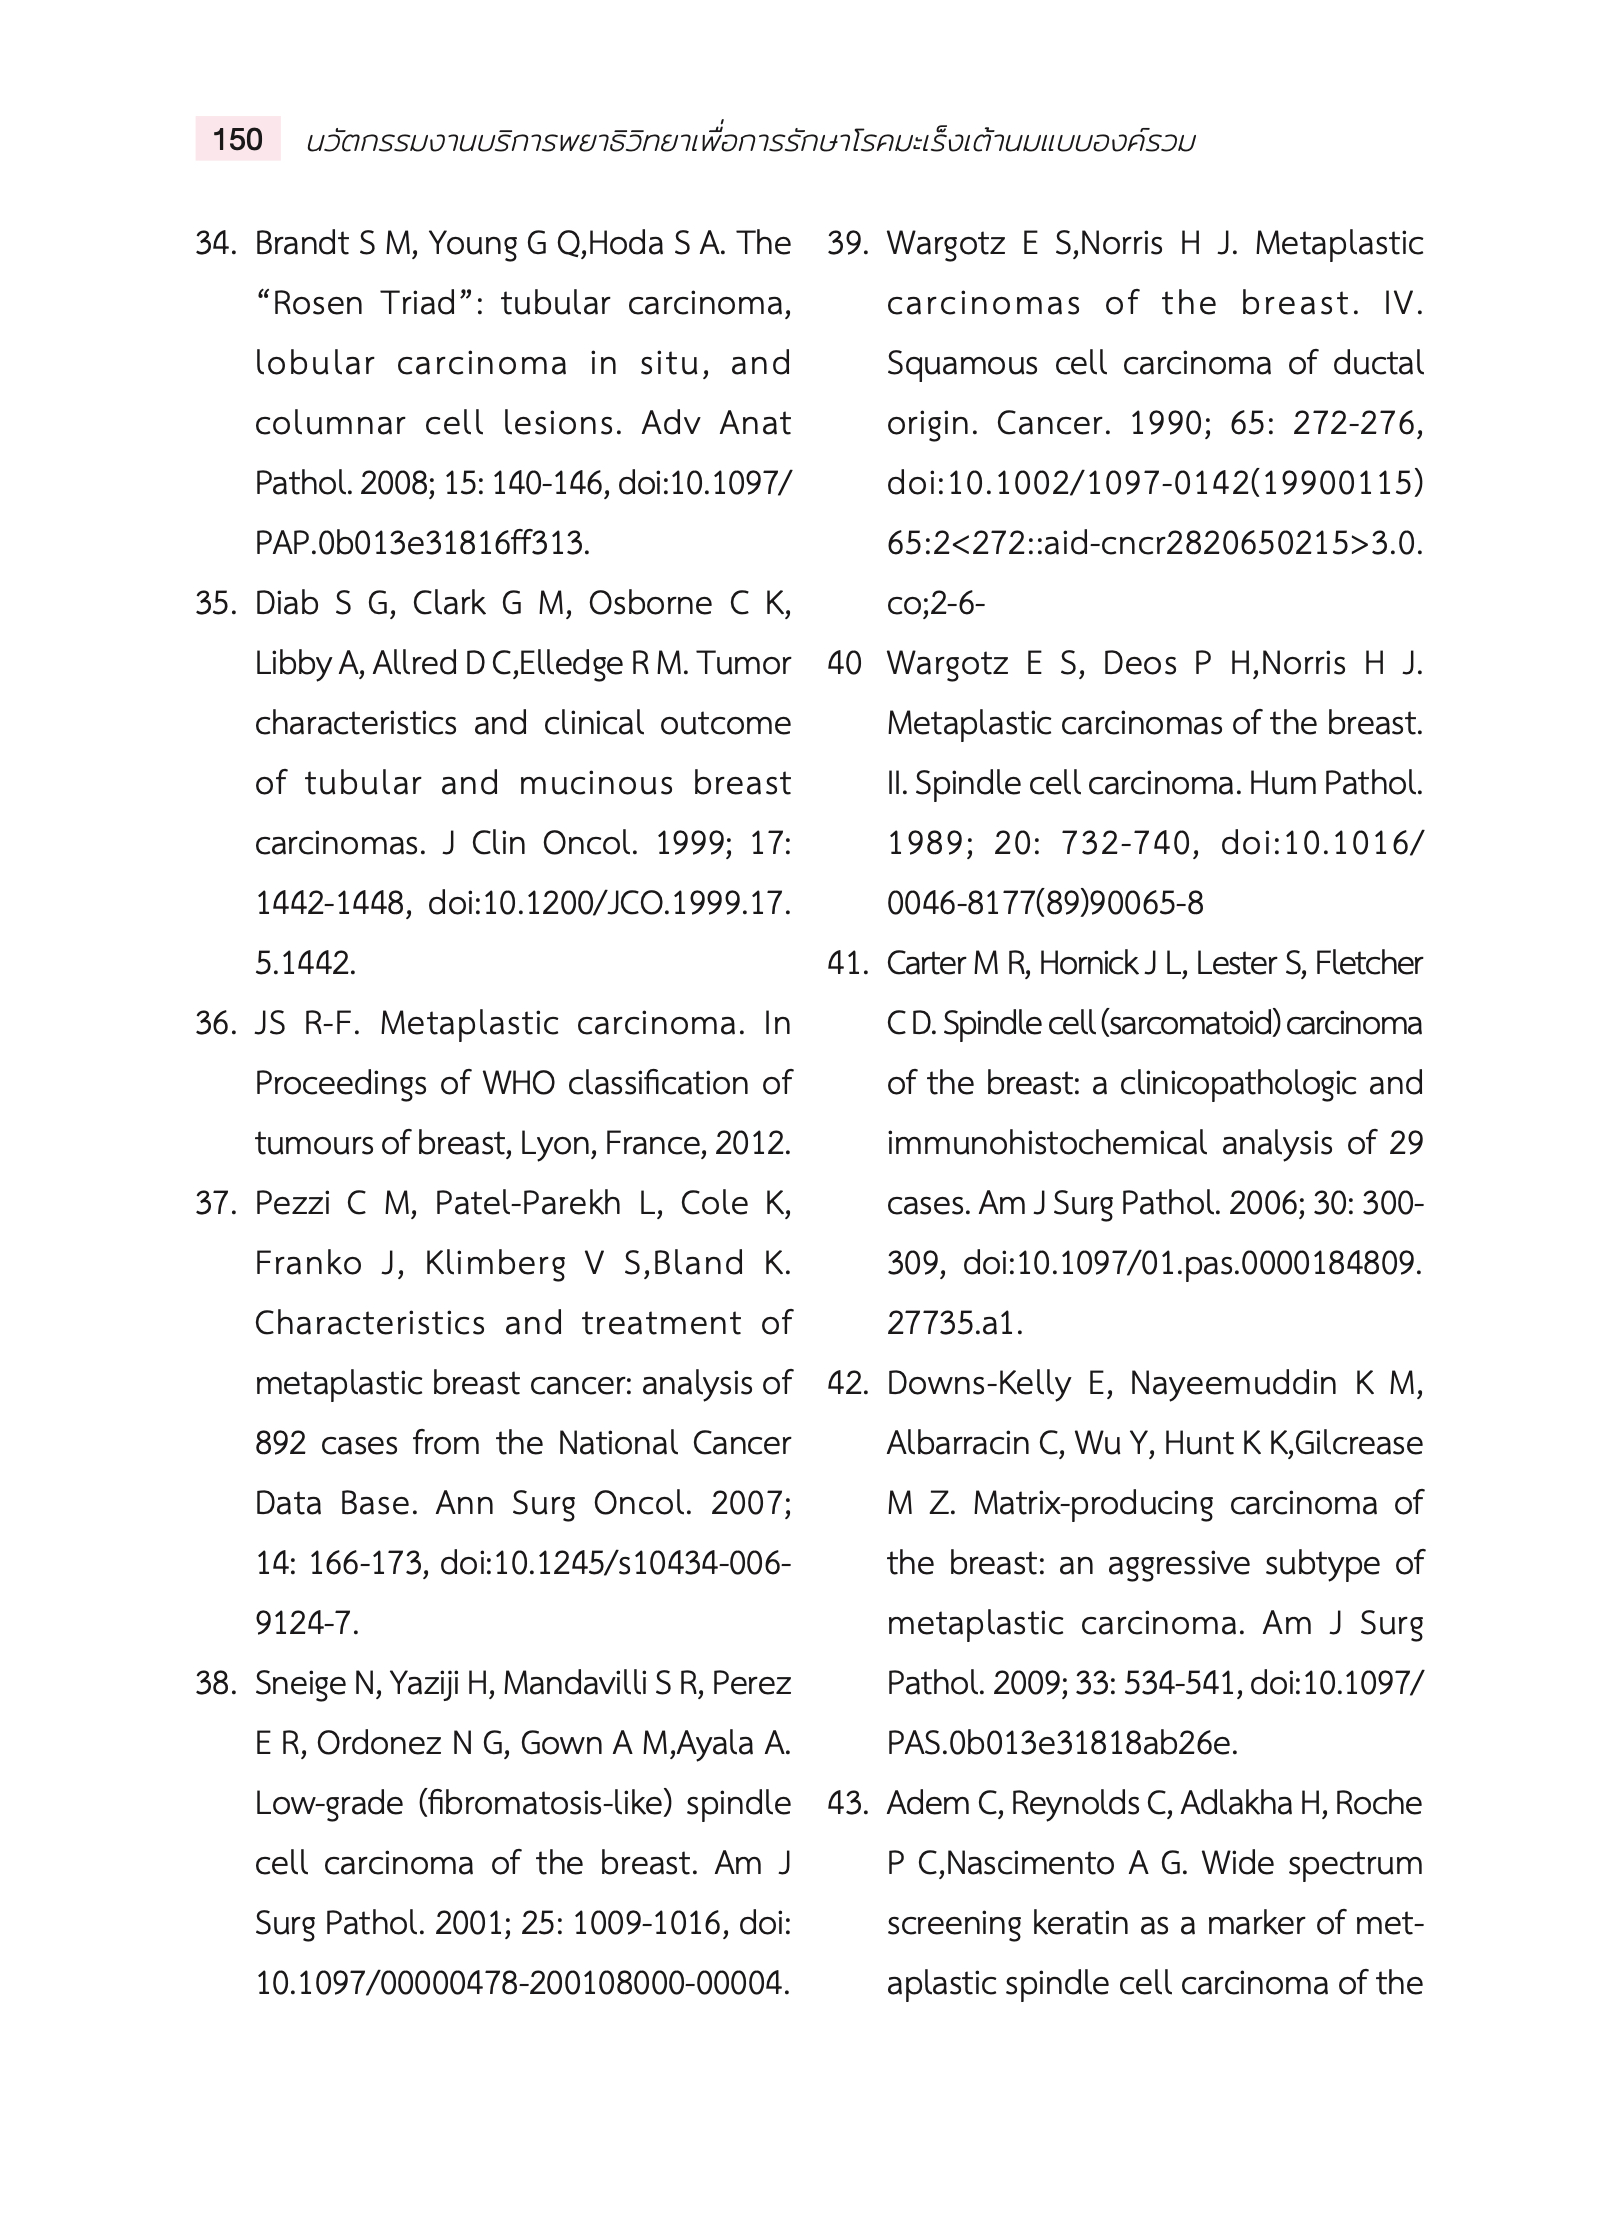 150 นวัตกรรมงานบริการพยาธิวิทยาเพื่อการรักษาโรคมะเร็งเต้านมแบบองค์รวม
34. Brandt S M, Young G Q,Hoda S A. The
“Rosen Triad”: tubular carcinoma,
lobular carcinoma in situ, and
columnar cell lesions. Adv Anat
Pathol. 2008; 15: 140-146, doi:10.1097/
PAP.0b013e31816ff313.
35. Diab S G, Clark G M, Osborne C K,
Libby A, Allred D C,Elledge R M. Tumor
characteristics and clinical outcome
of tubular and mucinous breast
carcinomas. J Clin Oncol. 1999; 17:
1442-1448, doi:10.1200/JCO.1999.17.
5.1442.
36. JS R-F. Metaplastic carcinoma. In
Proceedings of WHO classification of
tumours of breast, Lyon, France, 2012.
37. Pezzi C M, Patel-Parekh L, Cole K,
Franko J, Klimberg V S,Bland K.
Characteristics and treatment of
metaplastic breast cancer: analysis of
892 cases from the National Cancer
Data Base. Ann Surg Oncol. 2007;
14: 166-173, doi:10.1245/s10434-006-
9124-7.
38. Sneige N, Yaziji H, Mandavilli S R, Perez
E R, Ordonez N G, Gown A M,Ayala A.
Low-grade (fibromatosis-like) spindle
cell carcinoma of the breast. Am J
Surg Pathol. 2001; 25: 1009-1016, doi:
10.1097/00000478-200108000-00004.
39. Wargotz E S,Norris H J. Metaplastic
carcinomas of the breast. IV.
Squamous cell carcinoma of ductal
origin. Cancer. 1990; 65: 272-276,
doi:10.1002/1097-0142(19900115)
65:2<272::aid-cncr2820650215>3.0.
co;2-6-
40 Wargotz E S, Deos P H,Norris H J.
Metaplastic carcinomas of the breast.
II. Spindle cell carcinoma. Hum Pathol.
1989; 20: 732-740, doi:10.1016/
0046-8177(89)90065-8
41. Carter M R, Hornick J L, Lester S, Fletcher
C D. Spindle cell (sarcomatoid) carcinoma
of the breast: a clinicopathologic and
immunohistochemical analysis of 29
cases. Am J Surg Pathol. 2006; 30: 300-
309, doi:10.1097/01.pas.0000184809.
27735.a1.
42. Downs-Kelly E, Nayeemuddin K M,
Albarracin C, Wu Y, Hunt K K,Gilcrease
M Z. Matrix-producing carcinoma of
the breast: an aggressive subtype of
metaplastic carcinoma. Am J Surg
Pathol. 2009; 33: 534-541, doi:10.1097/
PAS.0b013e31818ab26e.
43. Adem C, Reynolds C, Adlakha H, Roche
P C,Nascimento A G. Wide spectrum
screening keratin as a marker of met-
aplastic spindle cell carcinoma of the